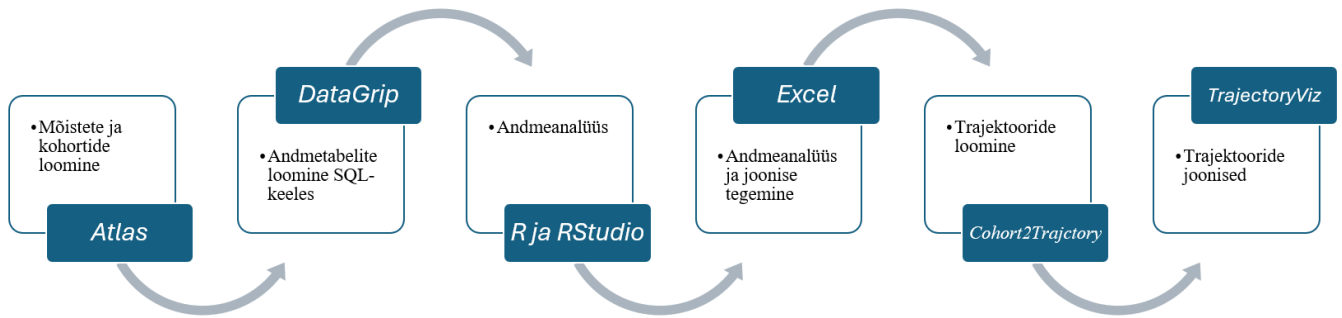 •Mõistete ja
kohortide
loomine
Atlas
DataGrip
•Andmetabelite
loomine SQL-
keeles
•Andmeanalüüs
R ja RStudio
Excel
•Andmeanalüüs
ja joonise
tegemine
•Trajektooride
loomine
Cohort2Trajctory
TrajectoryViz
•Trajektooride
joonised